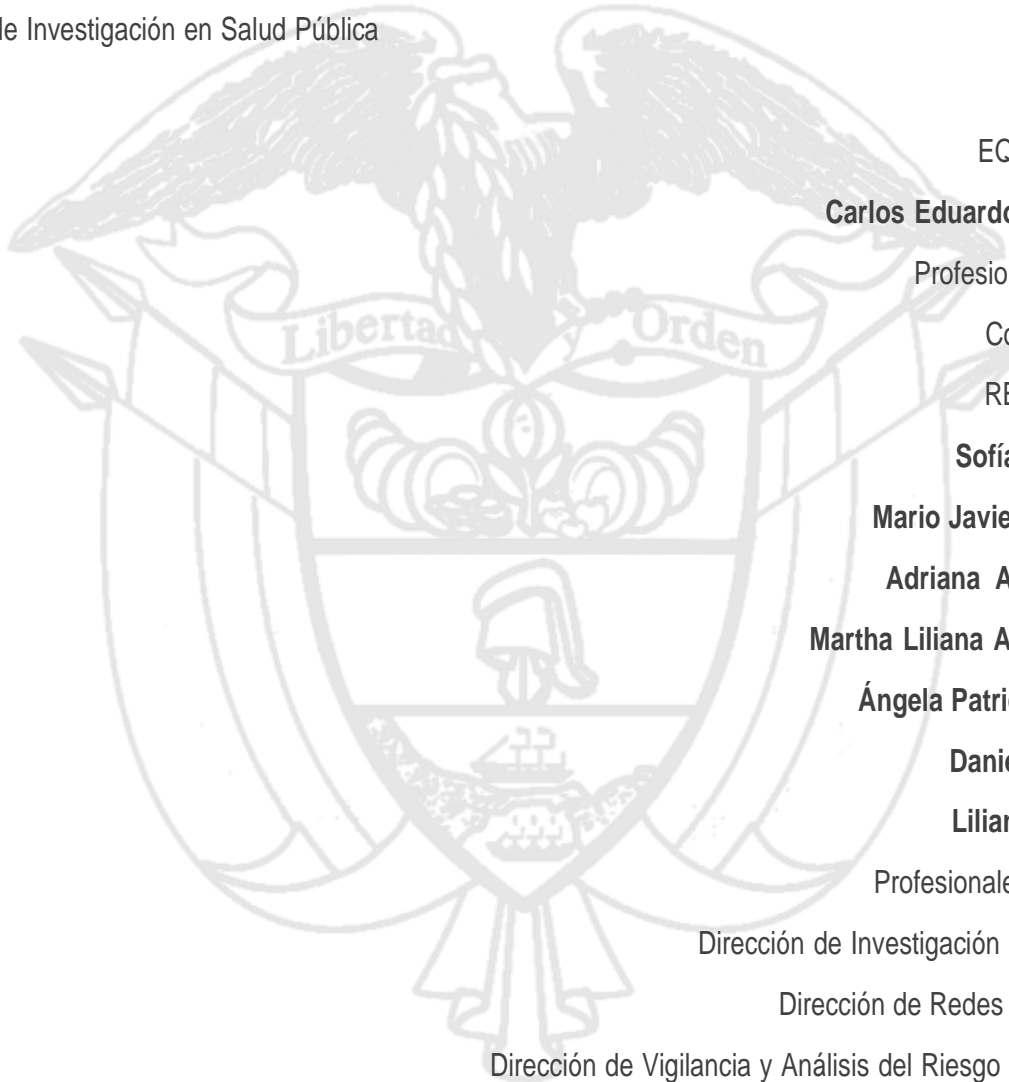 de Investigación en Salud Pública
EQ
Carlos Eduardo
Profesio
Co
RE
Sofía
Libertad y Orden
Mario Javie
Adriana A
Martha Liliana A
Ángela Patri
Danie
Lilian
Profesionale
Dirección de Investigación
Dirección de Redes
Dirección de Vigilancia y Análisis del Riesgo